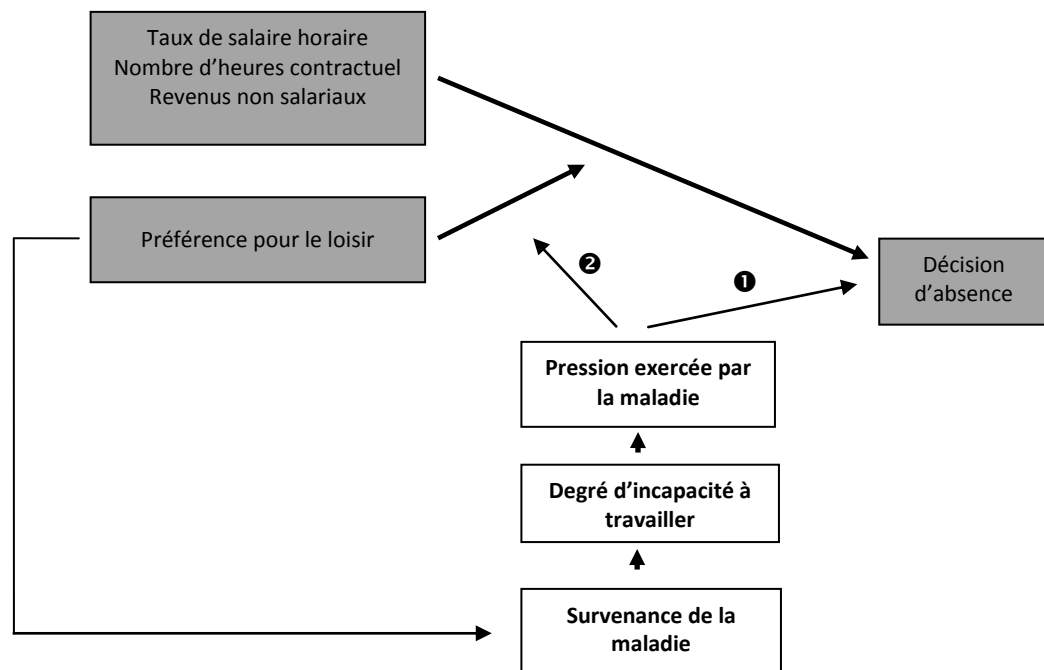 Taux de salaire horaire
Nombre d'heures contractuel
Revenus non salariaux
Préférence pour le loisir
Décision
d'absence
❷
❶
Pression exercée par
la maladie
Degré d'incapacité à
travailler
Survenance de la
maladie